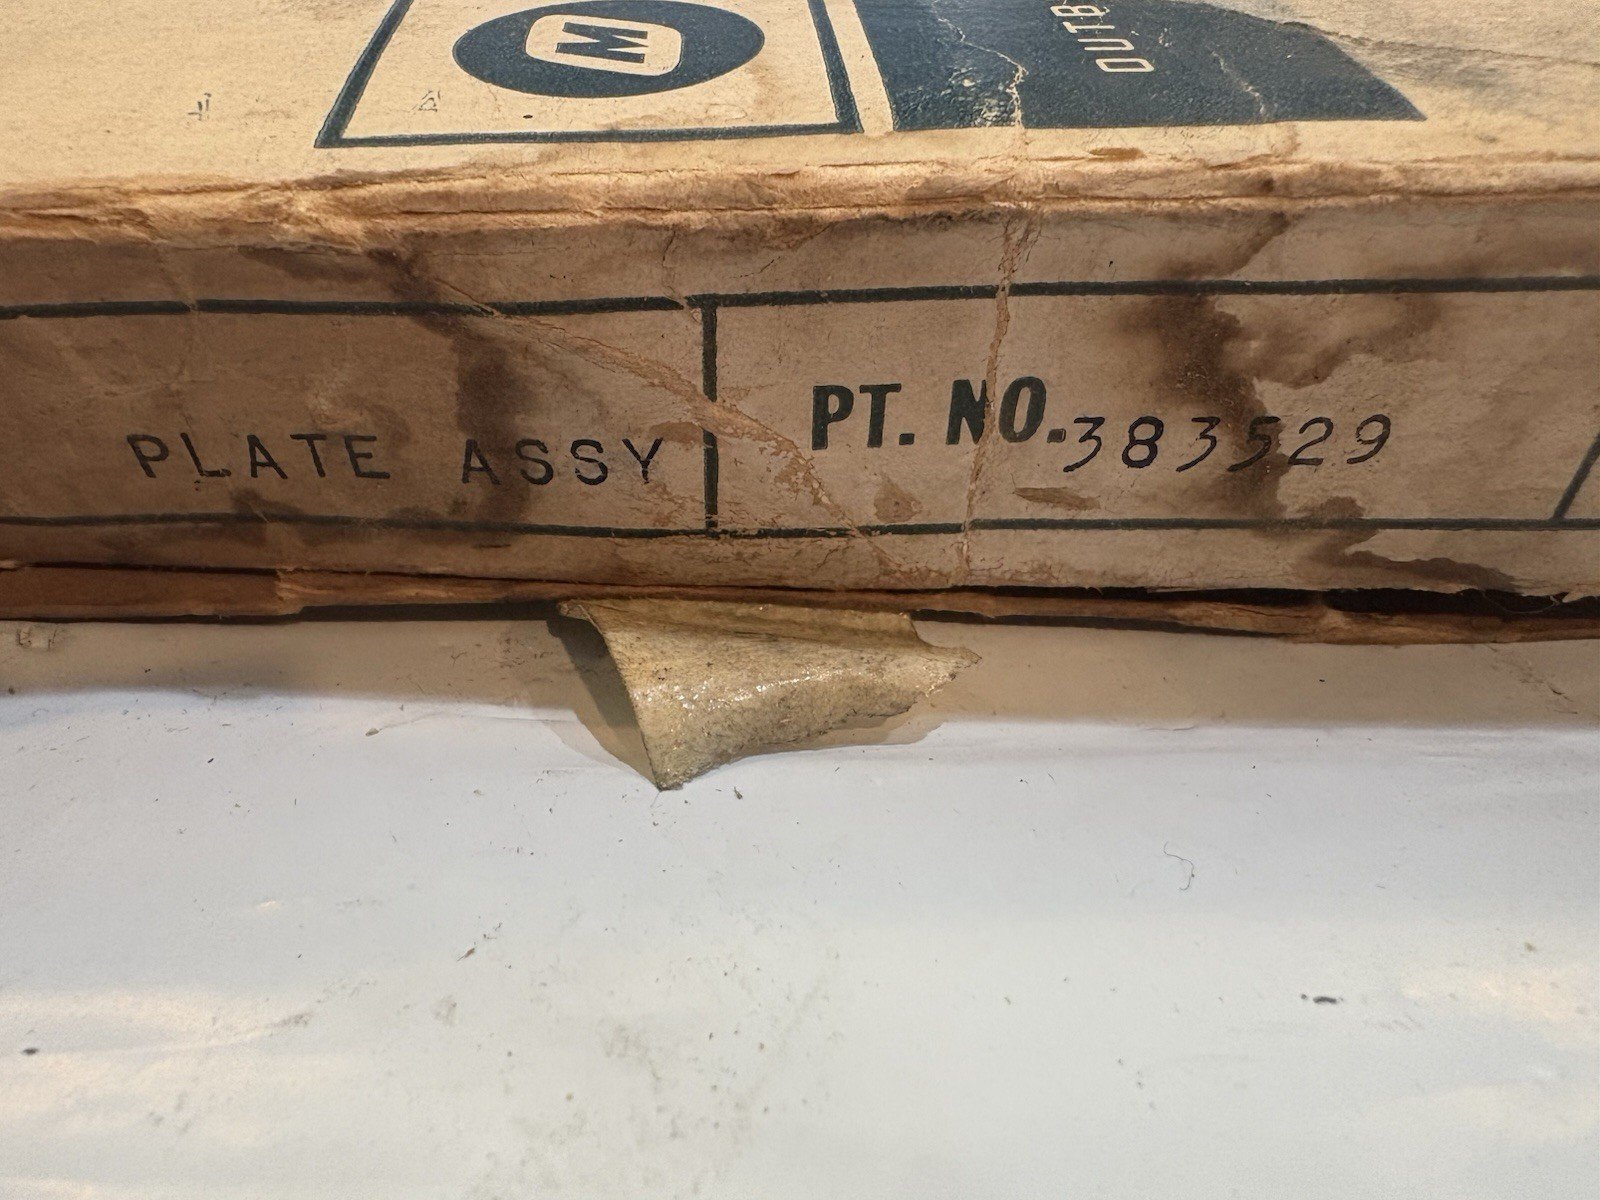 M
OUTB
PLATE ASSY
PT. NO. 383529